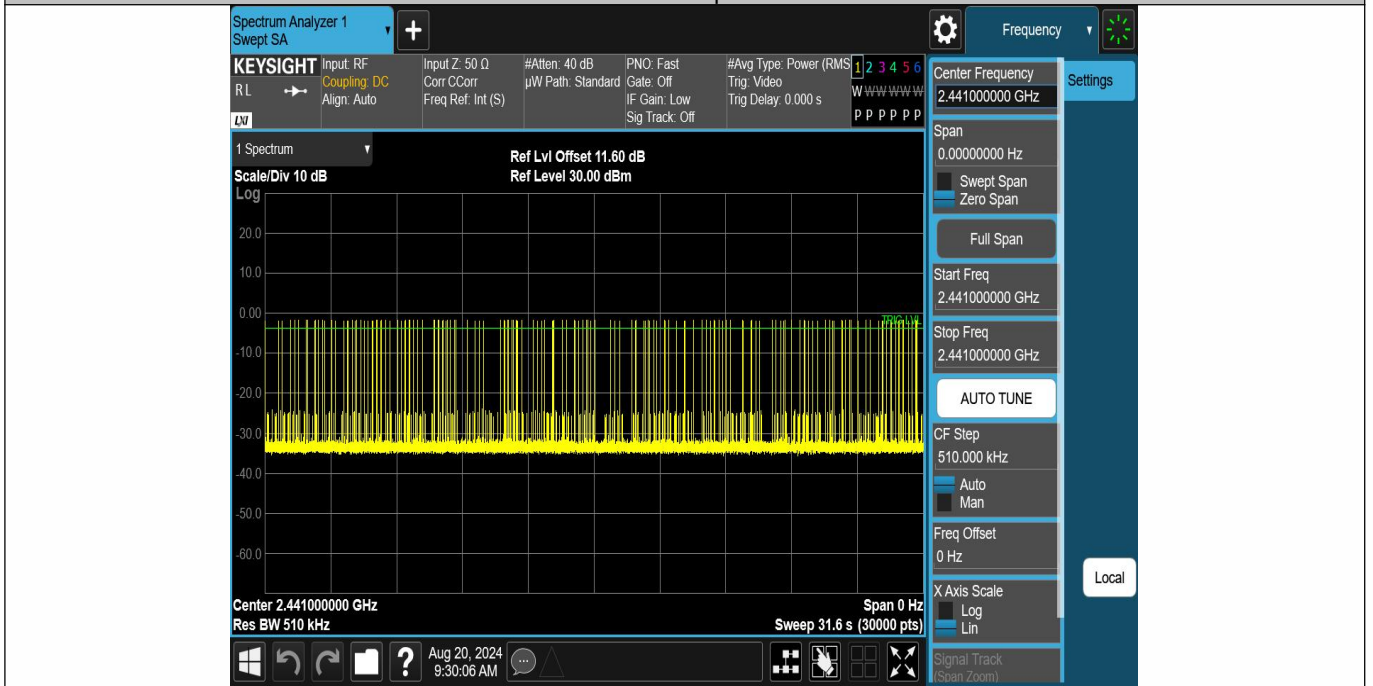 Spectrum Analyzer 1
Swept SA
+
Frequency
KEYSIGHT
RL
LXI
Input: RF
Coupling: DC
Align: Auto
Input Z: 50 Ω
Corr CCorr
Freq Ref: Int (S)
#Atten: 40 dB
µW Path: Standard
PNO: Fast
Gate: Off
IF Gain: Low
Sig Track: Off
#Avg Type: Power (RMS
Trig: Video
Trig Delay: 0.000 s
1 2 3 4 5 6
W W W W W W
P P P P P P
1 Spectrum
Scale/Div 10 dB
Log
Ref Lvl Offset 11.60 dB
Ref Level 30.00 dBm
20.0
10.0
0.00
-10.0
-20.0
-30.0
-40.0
-50.0
-60.0
TRIG LVL
Center 2.441000000 GHz
Res BW 510 kHz
Span 0 Hz
Sweep 31.6 s (30000 pts)
Center Frequency
2.441000000 GHz
Settings
Span
0.00000000 Hz
Swept Span
Zero Span
Full Span
Start Freq
2.441000000 GHz
Stop Freq
2.441000000 GHz
AUTO TUNE
CF Step
510.000 kHz
Auto
Man
Freq Offset
0 Hz
X Axis Scale
Log
Lin
Signal Track
(Span Zoom)
Local
?
Aug 20, 2024
9:30:06 AM